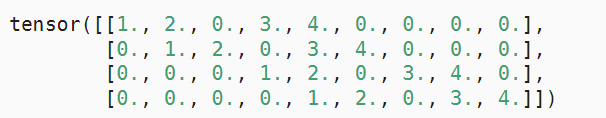 tensor([[1., 2., 0., 3., 4., 0., 0., 0., 0.],
        [0., 1., 2., 0., 3., 4., 0., 0., 0.],
        [0., 0., 0., 1., 2., 0., 3., 4., 0.],
        [0., 0., 0., 0., 1., 2., 0., 3., 4.]])